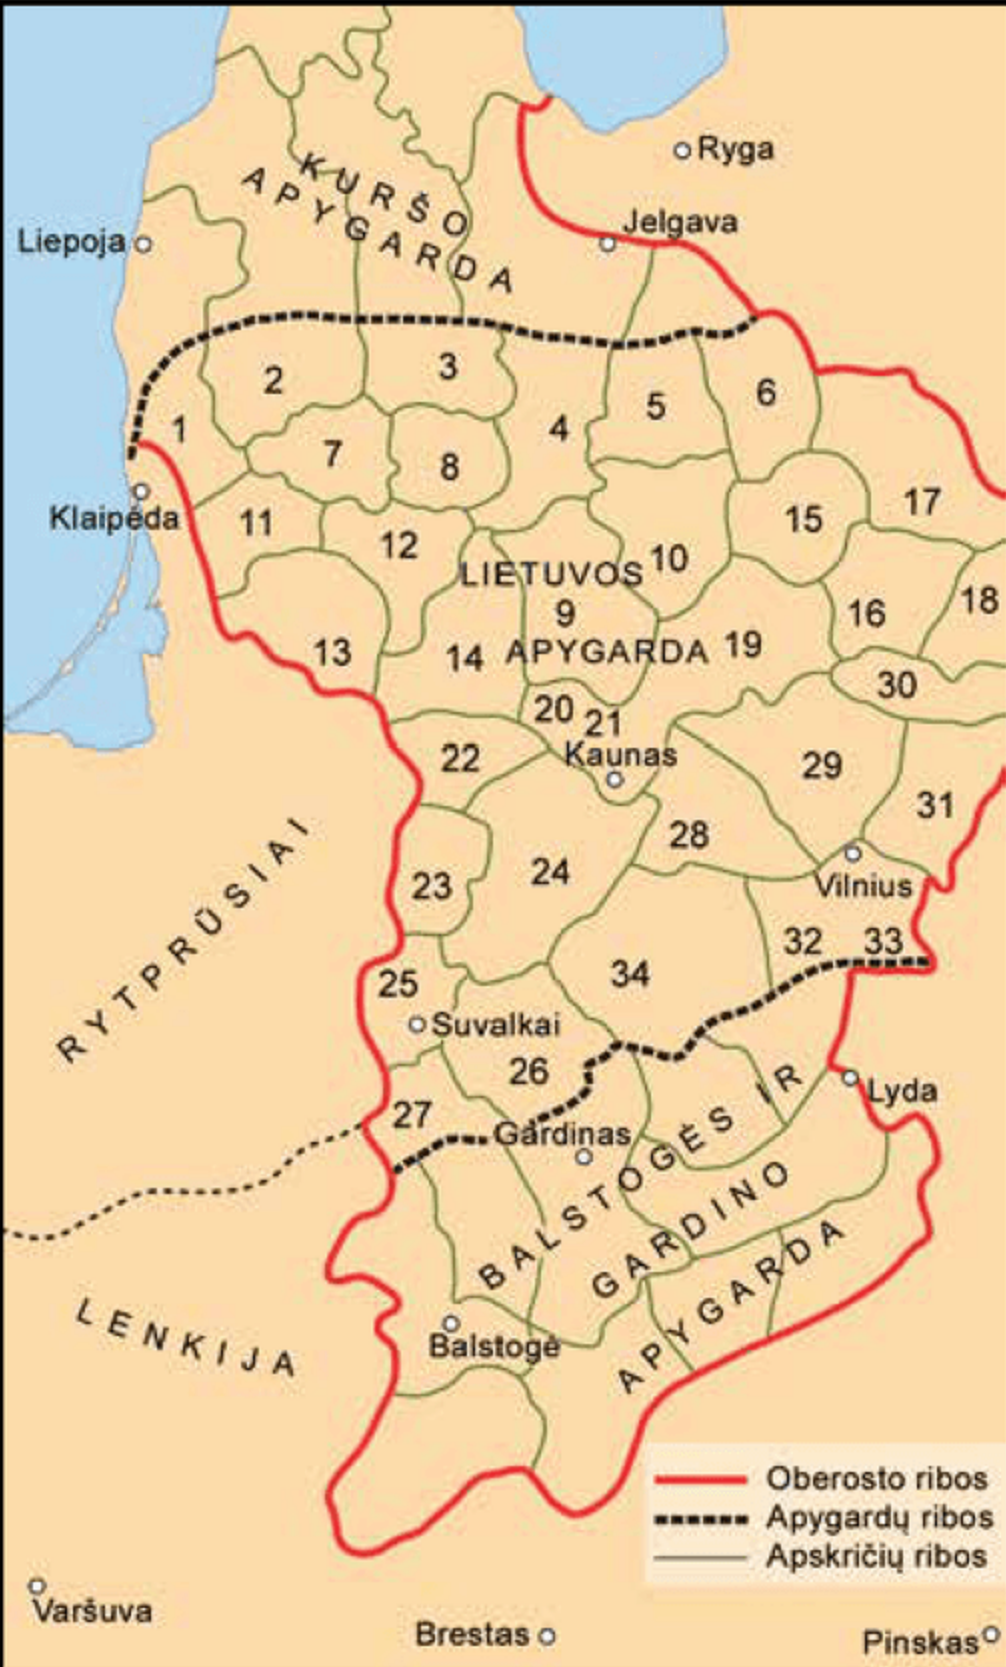 Ryga
KURŠO
APYGARDA
Jelgava
Liepoja
3
2
6
5
1
4
7
8
Klaipėda
17
11
15
12
10
LIETUVOS
18
9
16
13
14
APYGARDA
19
30
20
21
Kaunas
22
29
31
28
24
23
Vilnius
RYTPRŪSIAI
32
33
34
25
Suvalkai
26
Lyda
27
Gardinas
BALSTOGĖS IR
GARDINO
APYGARDA
LENKIJA
Balstogė
Oberosto ribos
Apygardų ribos
Apskričių ribos
Varšuva
Brestas
Pinskas